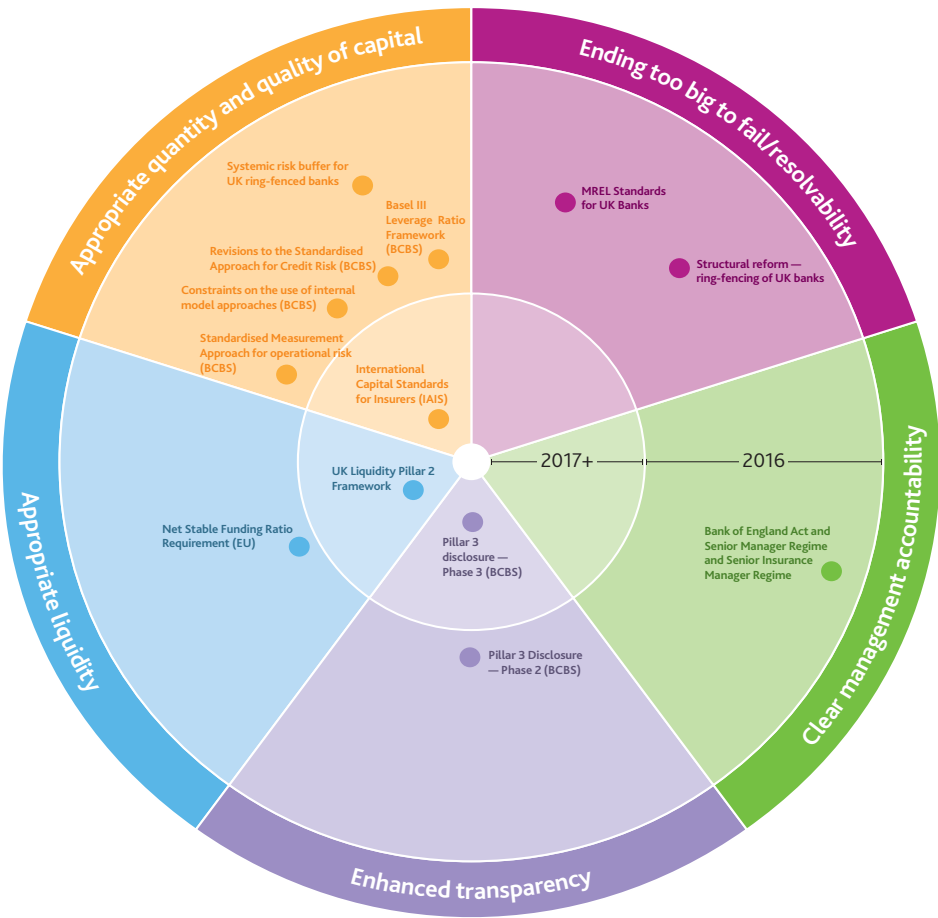 Appropriate quantity and quality of capital
Ending too big to fail/resolvability
Systemic risk buffer for
UK ring-fenced banks
Basel III
Leverage Ratio
Framework
(BCBS)
Revisions to the Standardised
Approach for Credit Risk (BCBS)
Constraints on the use of internal
model approaches (BCBS)
Standardised Measurement
Approach for operational risk
(BCBS)
International
Capital Standards
for Insurers (IAIS)
MREL Standards
for UK Banks
Structural reform —
ring-fencing of UK banks
2017+
2016
UK Liquidity Pillar 2
Framework
Net Stable Funding Ratio
Requirement (EU)
Pillar 3
disclosure —
Phase 3 (BCBS)
Bank of England Act and
Senior Manager Regime
and Senior Insurance
Manager Regime
Pillar 3 Disclosure
— Phase 2 (BCBS)
Appropriate liquidity
Clear management accountability
Enhanced transparency